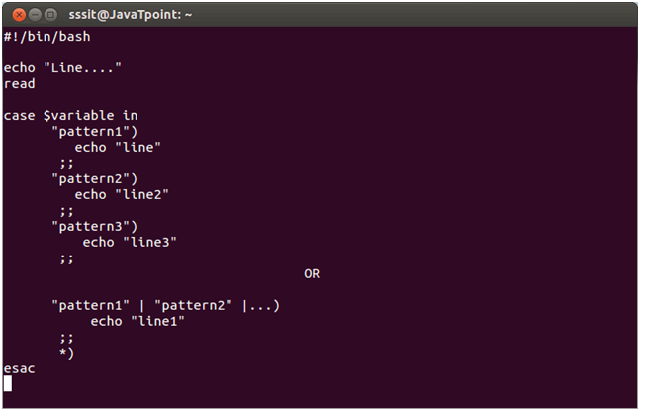 sssit@JavaTpoint: ~
#!/bin/bash
echo "Line...."
read
case $variable in
"pattern1")
echo "line"
;;
"pattern2")
echo "line2"
;;
"pattern3")
echo "line3"
;;
OR
"pattern1" | "pattern2" |...)
echo "line1"
;;
*)
esac